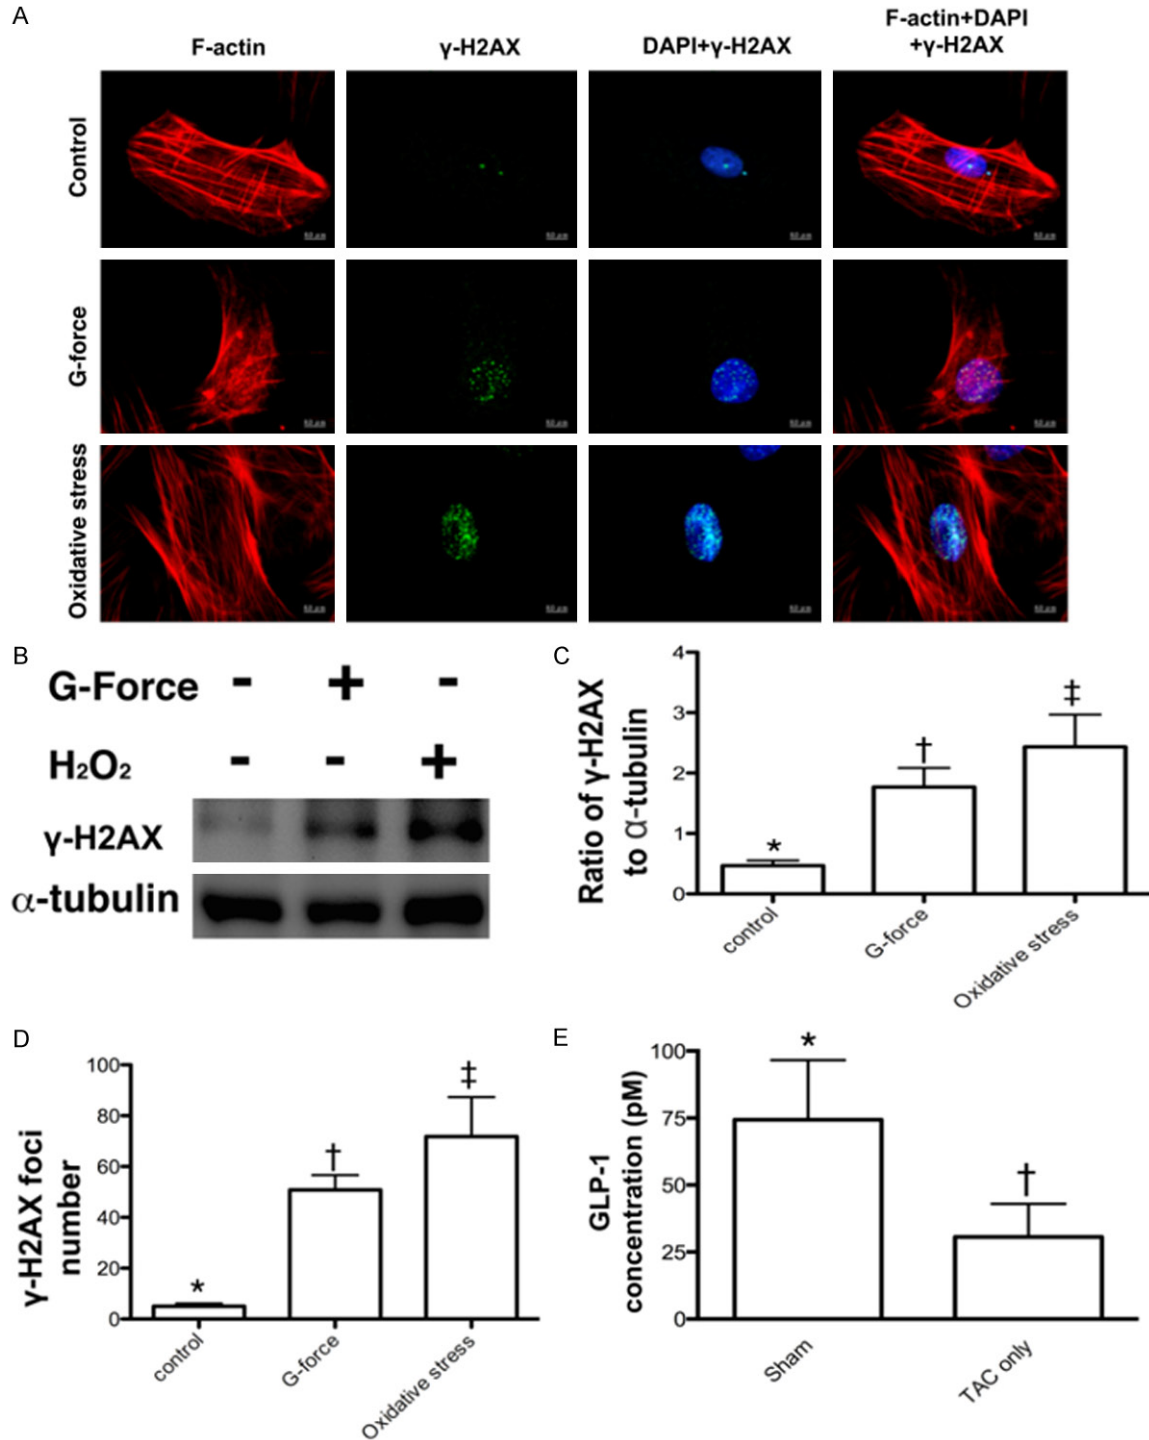 A
F-actin
γ-H2AX
DAPI+γ-H2AX
F-actin+DAPI
+γ-H2AX
Control
G-force
Oxidative stress
B
G-Force - + -
H₂O₂ - - +
γ-H2AX
α-tubulin
C
Ratio of γ-H2AX
to α-tubulin
4
3
2
1
0
*
†
‡
control
G-force
Oxidative stress
D
γ-H2AX foci
number
100
80
60
40
20
0
*
†
‡
control
G-force
Oxidative stress
E
GLP-1
concentration (pM)
100
75
50
25
0
*
†
Sham
TAC only